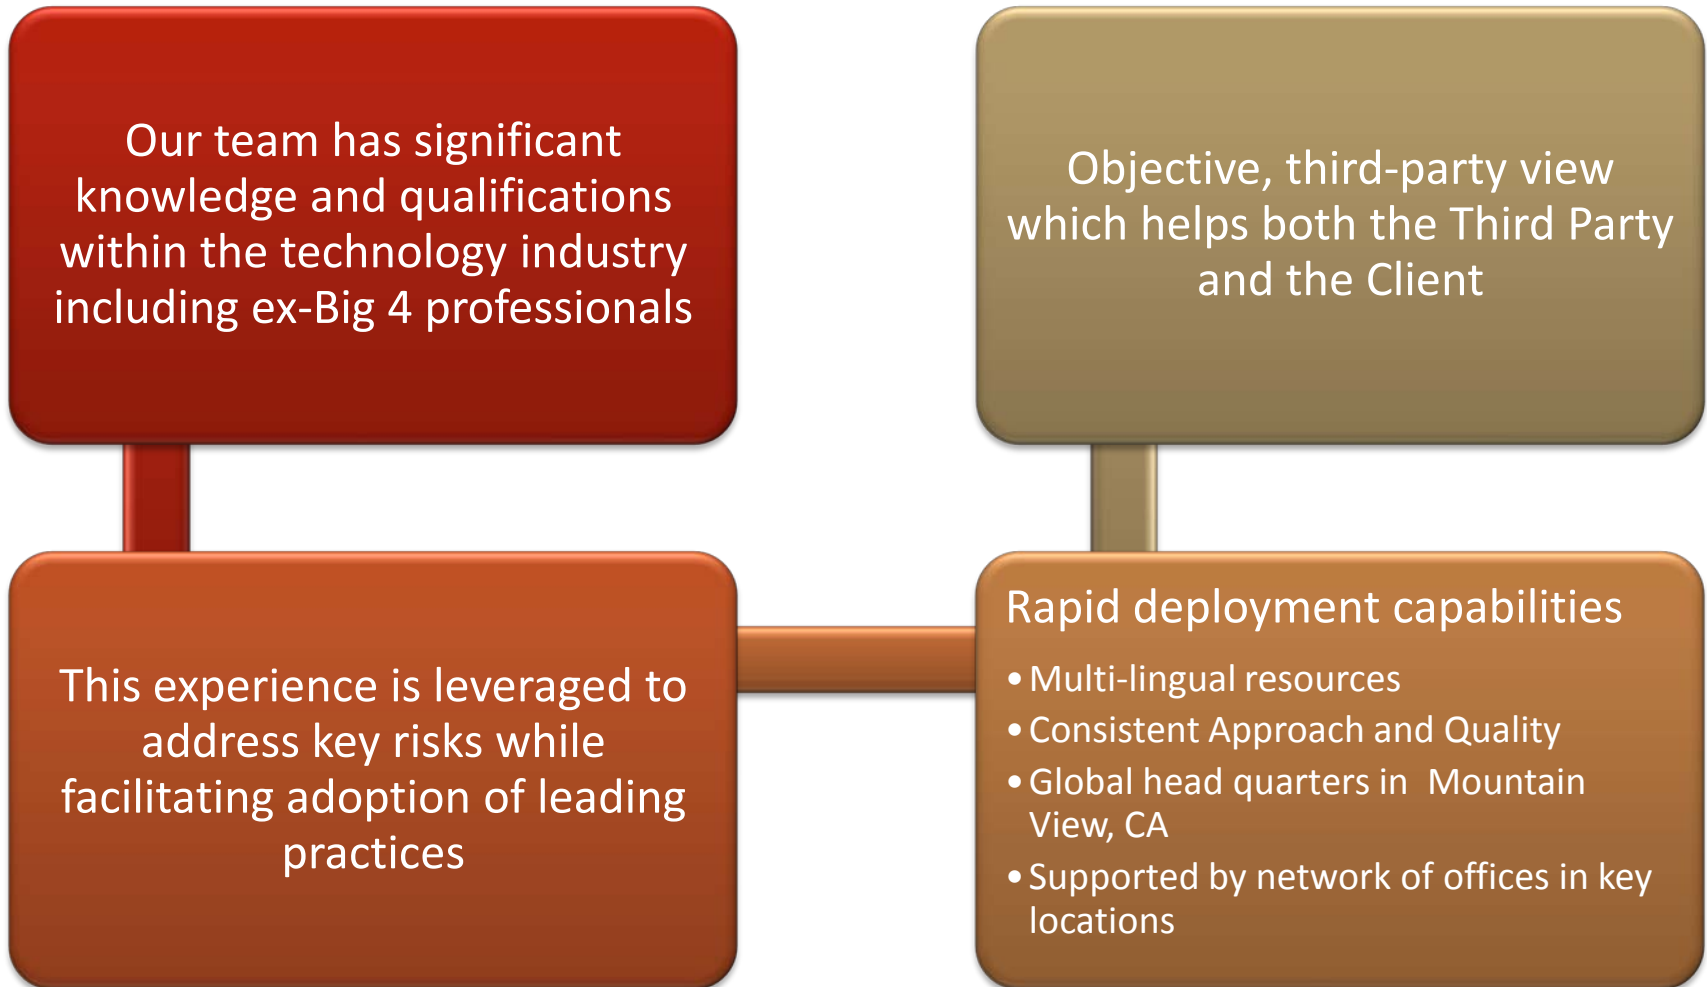 Our team has significant
knowledge and qualifications
within the technology industry
including ex-Big 4 professionals
This experience is leveraged to
address key risks while
facilitating adoption of leading
practices
Rapid deployment capabilities
• Multi-lingual resources
• Consistent Approach and Quality
• Global head quarters in  Mountain
View, CA
• Supported by network of offices in key
locations
Objective, third-party view
which helps both the Third Party
and the Client